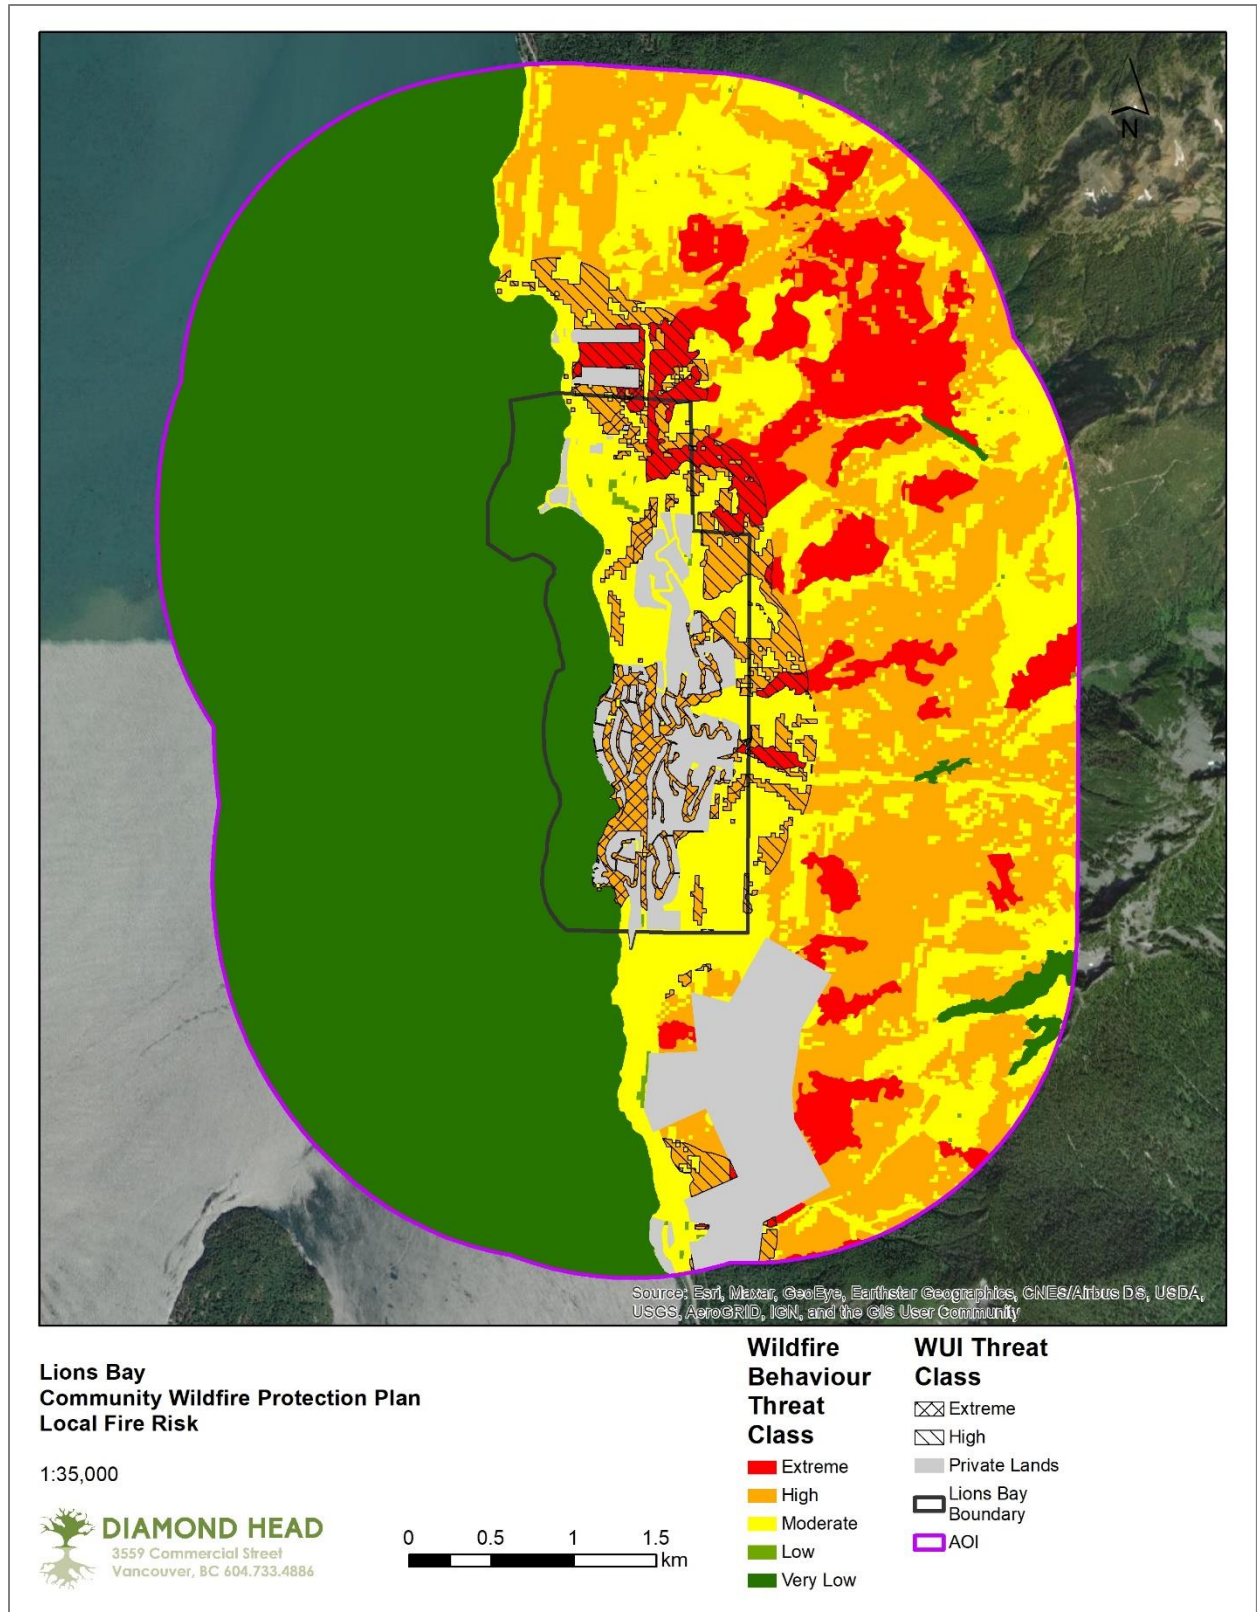 N
Source: Esri, Maxar, GeoEye, Earthstar Geographics, CNES/Airbus DS, USDA,
USGS, AeroGRID, IGN, and the GIS User Community
Lions Bay
Community Wildfire Protection Plan
Local Fire Risk
1:35,000
DIAMOND HEAD
3559 Commercial Street
Vancouver, BC 604.733.4886
0 0.5 1 1.5
km
Wildfire
Behaviour
Threat
Class
Extreme
High
Moderate
Low
Very Low
WUI Threat
Class
Extreme
High
Private Lands
Lions Bay
Boundary
AOI